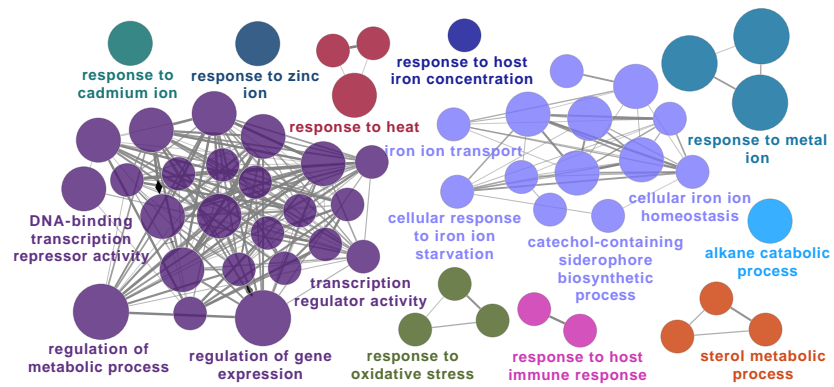 response to
cadmium ion
response to zinc
ion
response to heat
response to host
iron concentration
response to metal
ion
iron ion transport
cellular iron ion
homeostasis
cellular response
to iron ion
starvation
catechol-containing
siderophore
biosynthetic
process
alkane catabolic
process
DNA-binding
transcription
repressor activity
transcription
regulator activity
regulation of
metabolic process
regulation of gene
expression
response to
oxidative stress
response to host
immune response
sterol metabolic
process